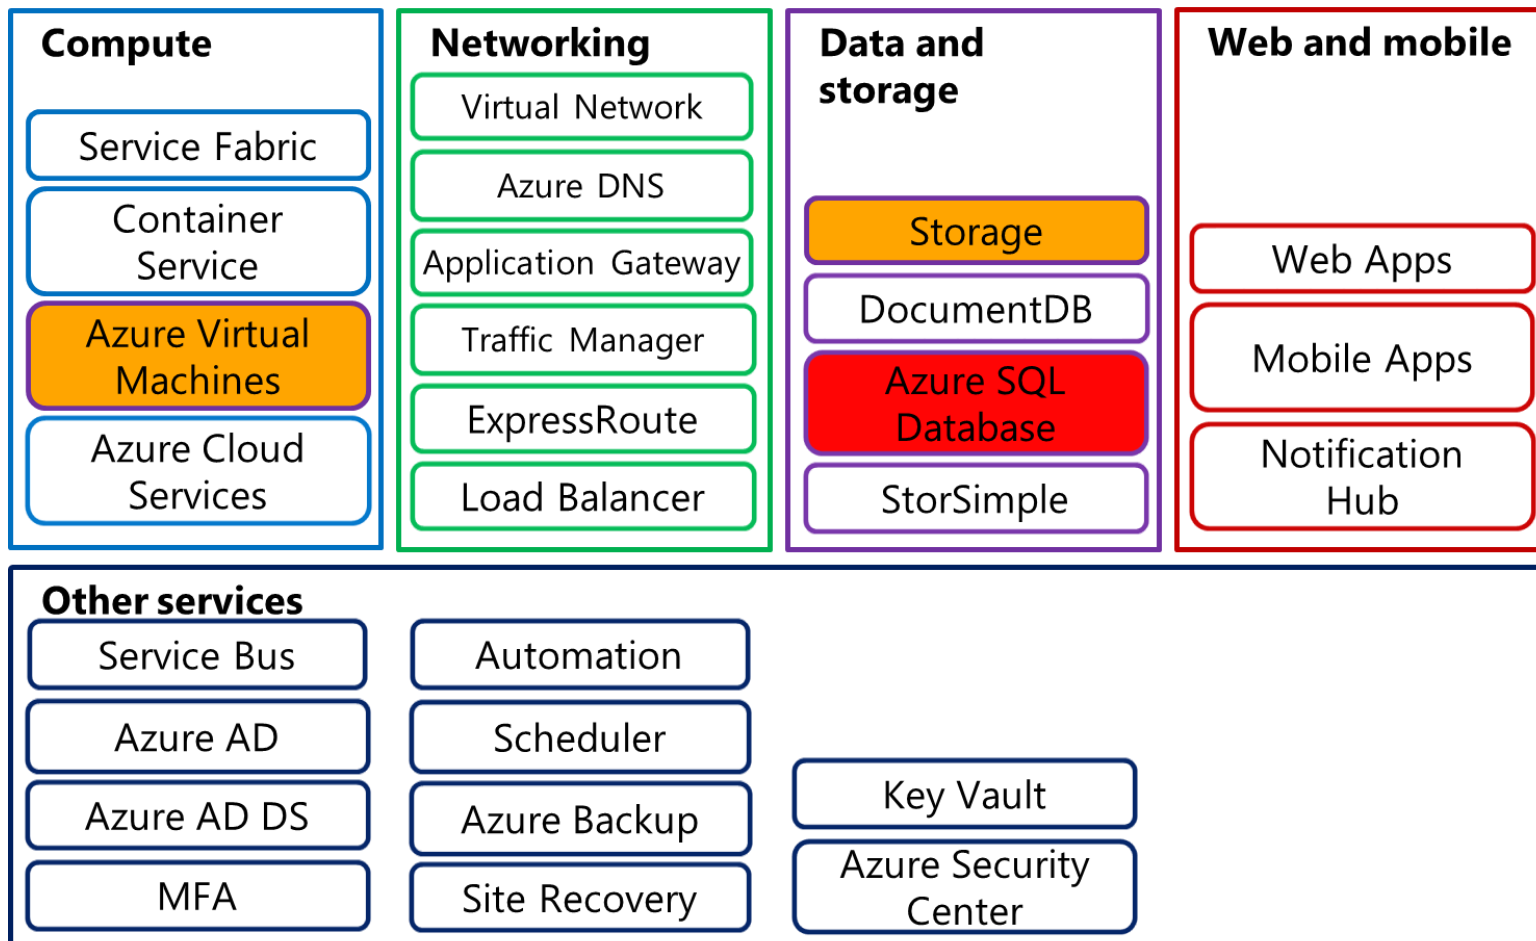 Compute
Service Fabric
Container
Service
Azure Virtual
Machines
Azure Cloud
Services
Networking
Virtual Network
Azure DNS
Application Gateway
Traffic Manager
ExpressRoute
Load Balancer
Data and
storage
Storage
DocumentDB
Azure SQL
Database
StorSimple
Web and mobile
Web Apps
Mobile Apps
Notification
Hub
Other services
Service Bus
Azure AD
Azure AD DS
MFA
Automation
Scheduler
Azure Backup
Site Recovery
Key Vault
Azure Security
Center